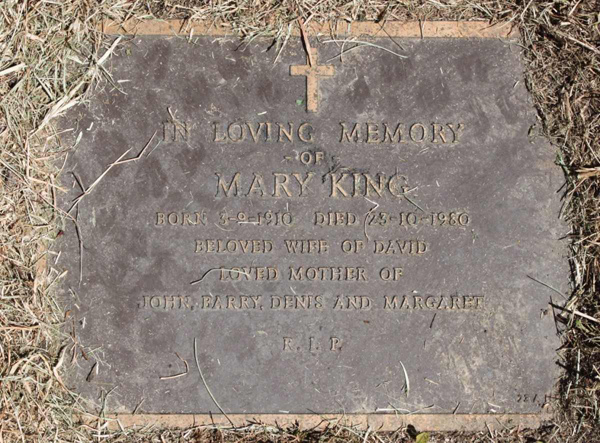 IN LOVING MEMORY
OF
MARY KING
BORN 3-9-1910 DIED 23-10-1980
BELOVED WIFE OF DAVID
LOVED MOTHER OF
JOHN, BARRY, DENIS AND MARGARET
R.I.P.